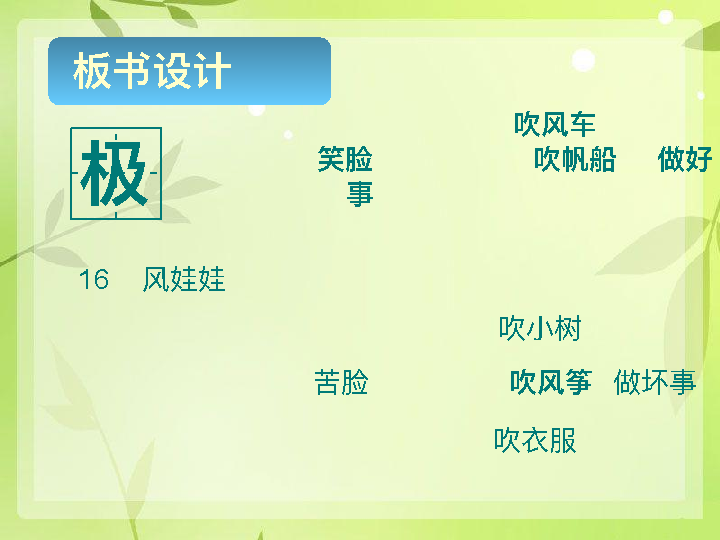 板书设计
极
吹风车
笑脸 吹帆船 做好
事
16 风娃娃
吹小树
苦脸 吹风筝 做坏事
吹衣服